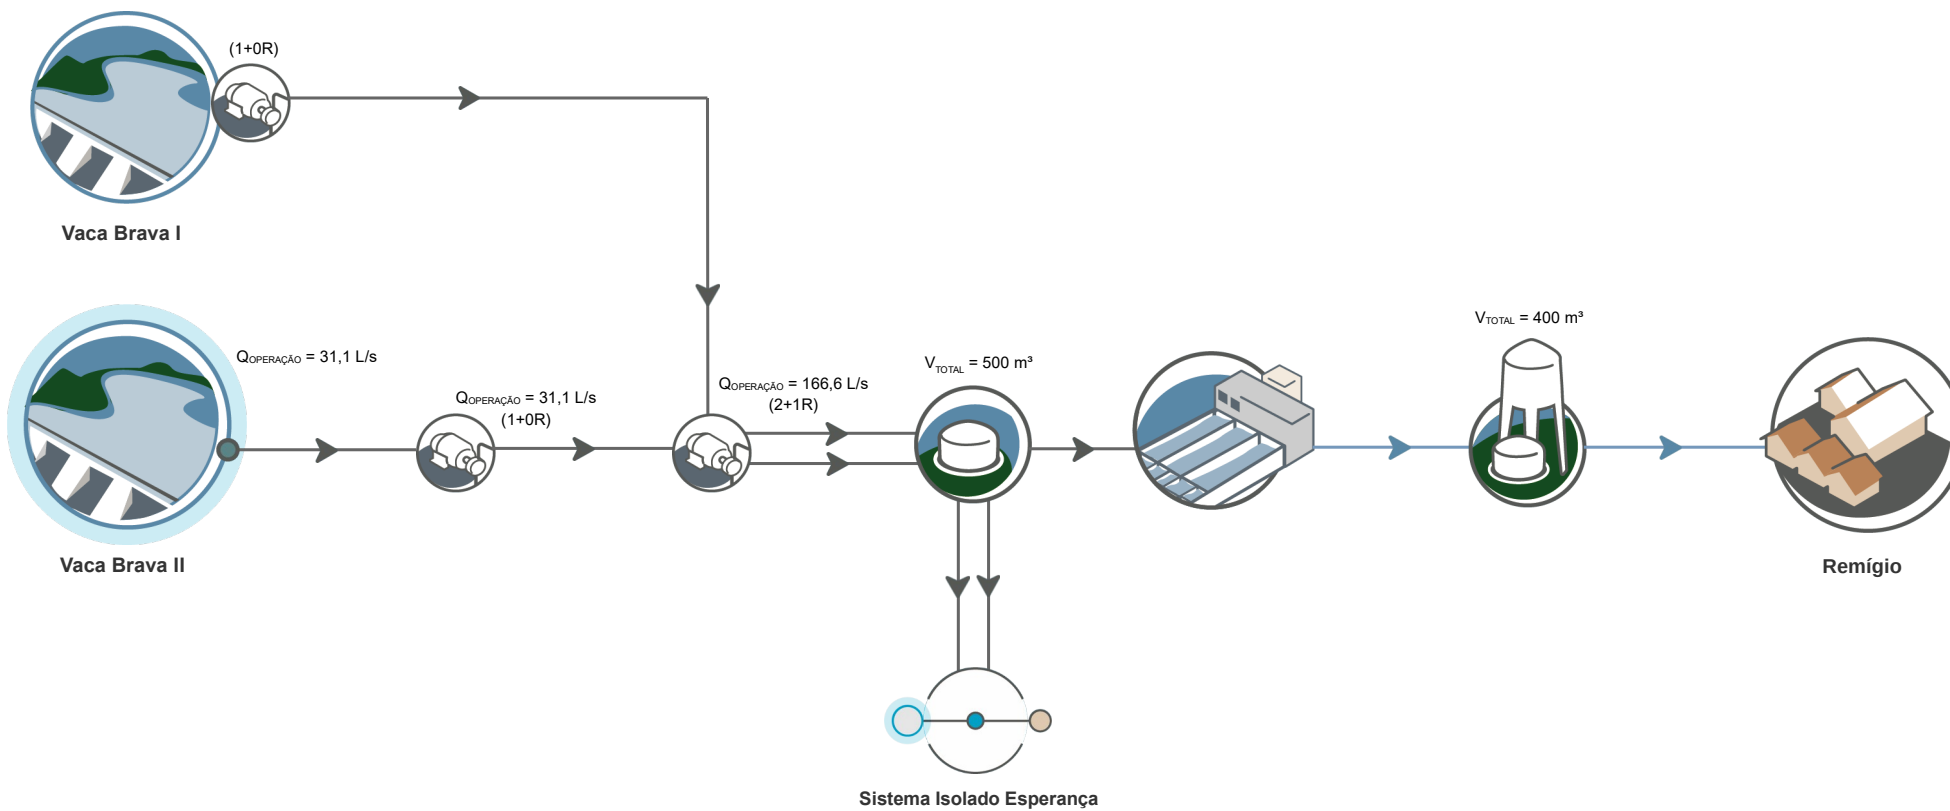 (1+0R)
Vaca Brava I
QOPERAÇÃO = 31,1 L/s
QOPERAÇÃO = 31,1 L/s
(1+0R)
QOPERAÇÃO = 166,6 L/s
(2+1R)
VTOTAL = 500 m³
VTOTAL = 400 m³
Vaca Brava II
Remígio
Sistema Isolado Esperança